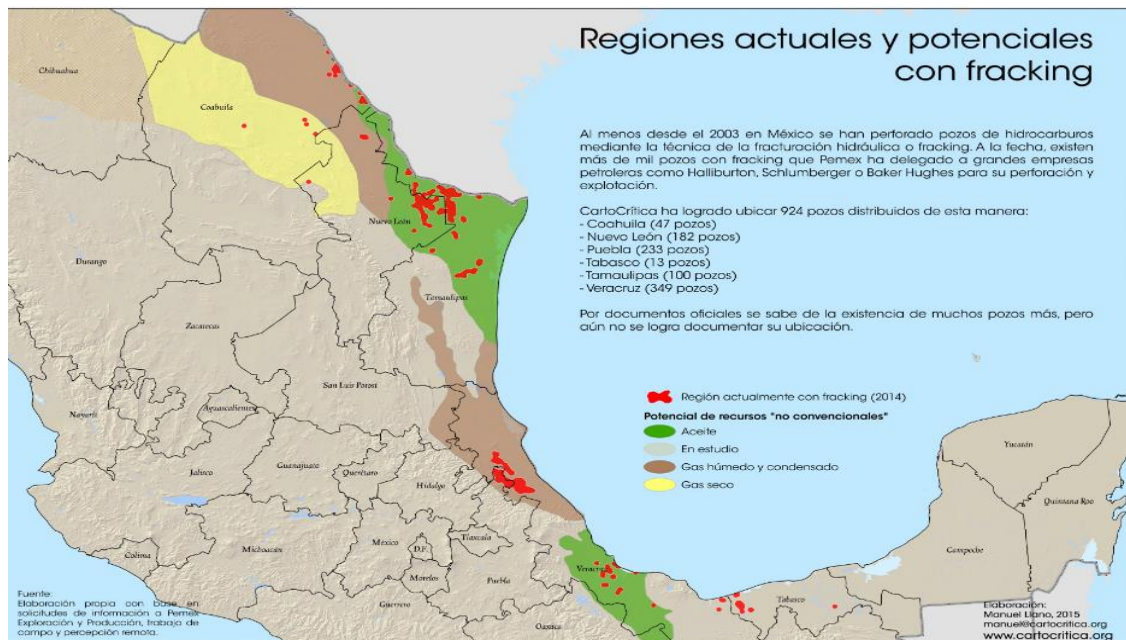 Regiones actuales y potenciales
con fracking
Al menos desde el 2003 en México se han perforado pozos de hidrocarburos
mediante la técnica de la fracturación hidráulica o fracking. A la fecha, existen
más de mil pozos con fracking que Pemex ha delegado a grandes empresas
petroleras como Halliburton, Schlumberger o Baker Hughes para su perforación y
explotación.
CartoCrítica ha logrado ubicar 924 pozos distribuidos de esta manera:
- Coahuila (47 pozos)
- Nuevo León (182 pozos)
- Puebla (233 pozos)
- Tabasco (13 pozos)
- Tamaulipas (100 pozos)
- Veracruz (349 pozos)
Por documentos oficiales se sabe de la existencia de muchos pozos más, pero
aún no se logra documentar su ubicación.
Región actualmente con fracking (2014)
Potencial de recursos "no convencionales"
Aceite
En estudio
Gas húmedo y condensado
Gas seco
Chihuahua
Coahuila
Nuevo León
Durango
Tamaulipas
Zacatecas
San Luis Potosí
Nayarit
Aguascalientes
Jalisco
Guanajuato
Querétaro
Hidalgo
Yucatán
Quintana Roo
Campeche
Colima
Michoacán
México
D.F.
Tlaxcala
Morelos
Puebla
Veracruz
Guerrero
Oaxaca
Tabasco
Fuente:
Elaboración propia con base en
solicitudes de información a Pemex
Exploración y Producción, trabajo de
campo y percepción remota.
Elaboración:
Manuel Llano, 2015
manuel@cartocritica.org
www.cartocritica.org